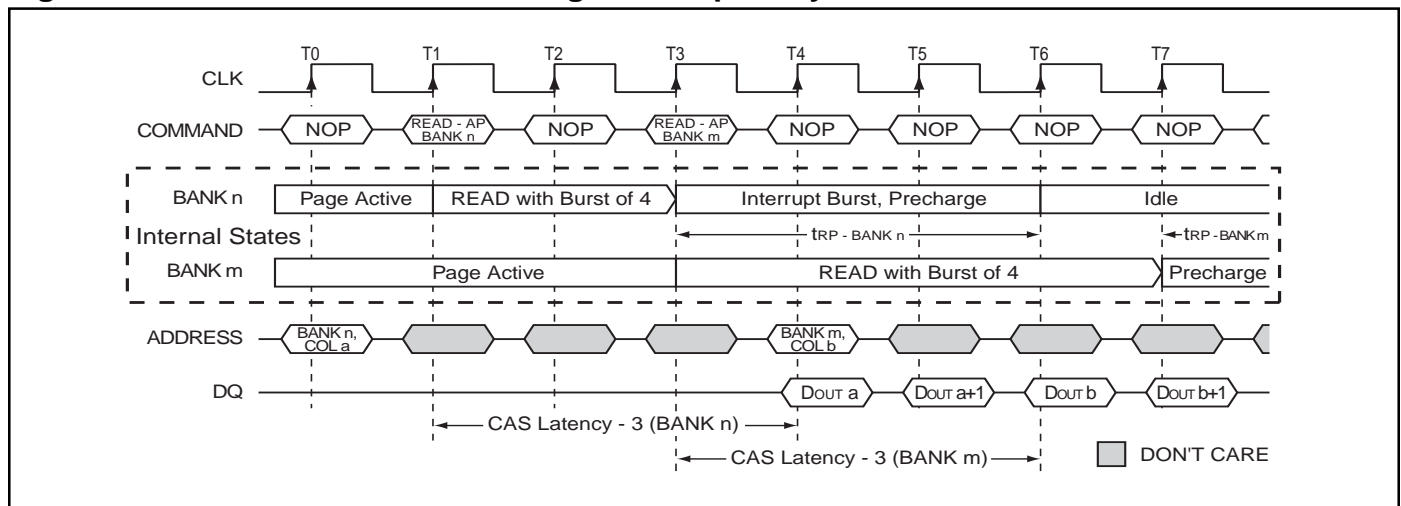 T0 T1 T2 T3 T4 T5 T6 T7
CLK
COMMAND NOP READ - AP BANK n NOP READ - AP BANK m NOP NOP NOP NOP
BANK n Page Active READ with Burst of 4 Interrupt Burst, Precharge Idle
Internal States tRP - BANK n tRP - BANK m
BANK m Page Active READ with Burst of 4 Precharge
ADDRESS BANK n, COL a BANK m, COL b
DQ DOUT a DOUT a+1 DOUT b DOUT b+1
CAS Latency - 3 (BANK n)
CAS Latency - 3 (BANK m) DON'T CARE